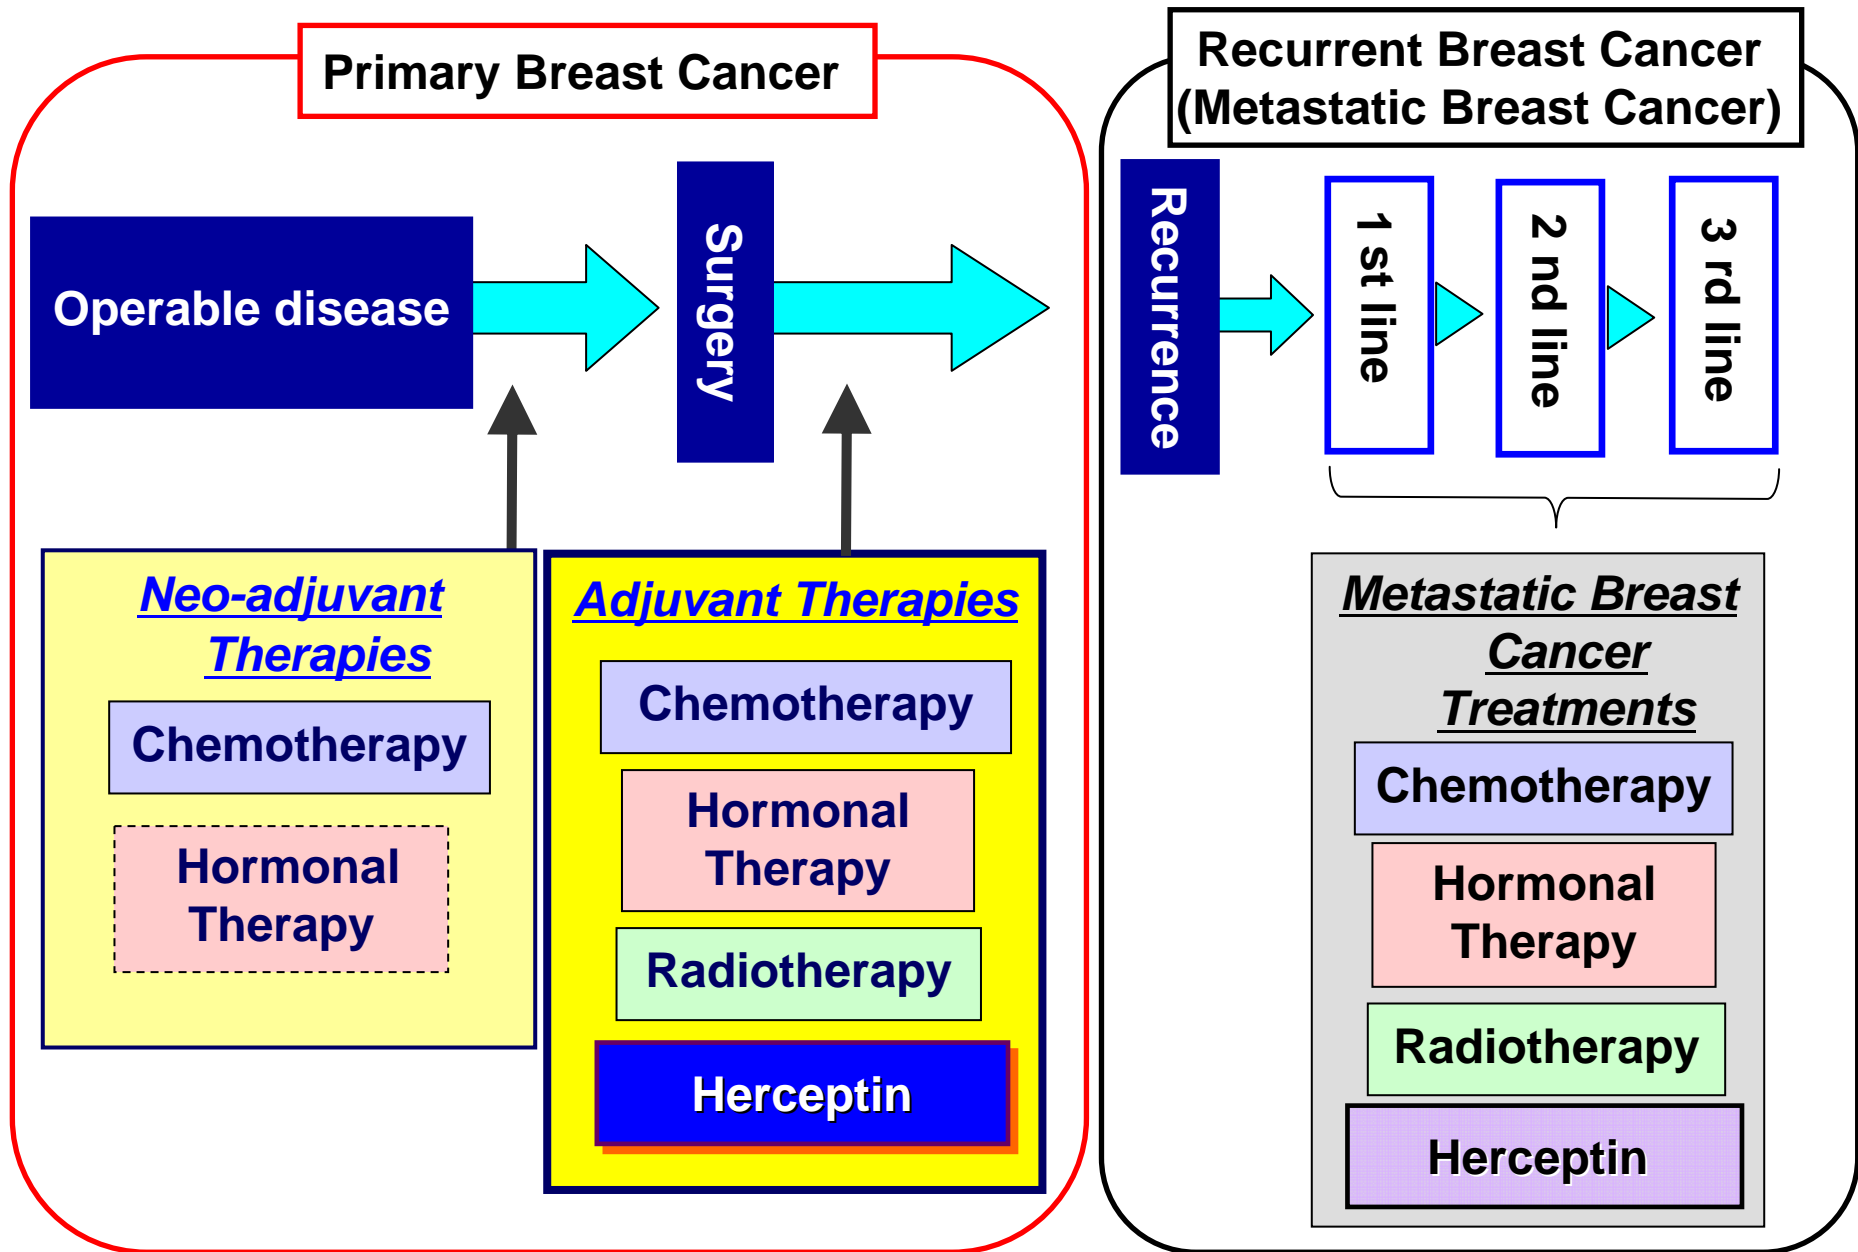 Primary Breast Cancer
Operable disease
Surgery
Neo-adjuvant
Therapies
Chemotherapy
Hormonal
Therapy
Adjuvant Therapies
Chemotherapy
Hormonal
Therapy
Radiotherapy
Herceptin
Recurrent Breast Cancer
(Metastatic Breast Cancer)
Recurrence
1 st line
2 nd line
3 rd line
Metastatic Breast
Cancer
Treatments
Chemotherapy
Hormonal
Therapy
Radiotherapy
Herceptin